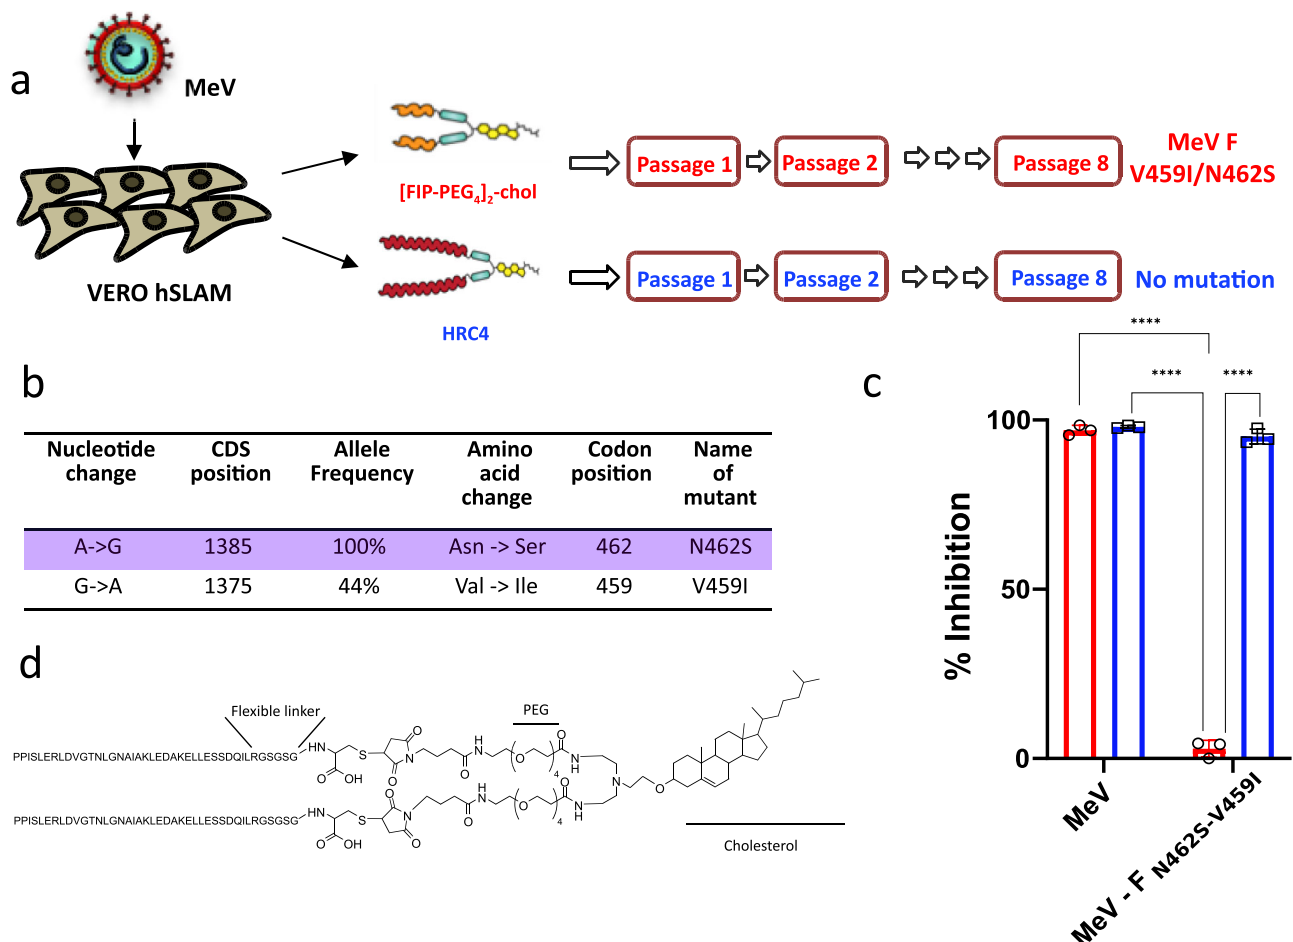 a
MeV
VERO hSLAM
[FIP-PEG4]2-chol
HRC4
Passage 1
Passage 2
Passage 8
MeV F
V459I/N462S
Passage 1
Passage 2
Passage 8
No mutation
b
Nucleotide change
CDS position
Allele Frequency
Amino acid change
Codon position
Name of mutant
A->G 1385 100% Asn -> Ser 462 N462S
G->A 1375 44% Val -> Ile 459 V459I
c
****
**** ****
% Inhibition
100
50
0
MeV
MeV - F N462S-V459I
d
Flexible linker
PEG
PPISLERLDVGTNLGNAIAKLEDAKELLESSDQILRGSGSG
HN
O
OH
S
O
N
O
O
H
N
O
4
O
N
H
N
O
PPISLERLDVGTNLGNAIAKLEDAKELLESSDQILRGSGSG
HN
O
OH
S
O
N
O
O
H
N
O
4
O
N
H
Cholesterol